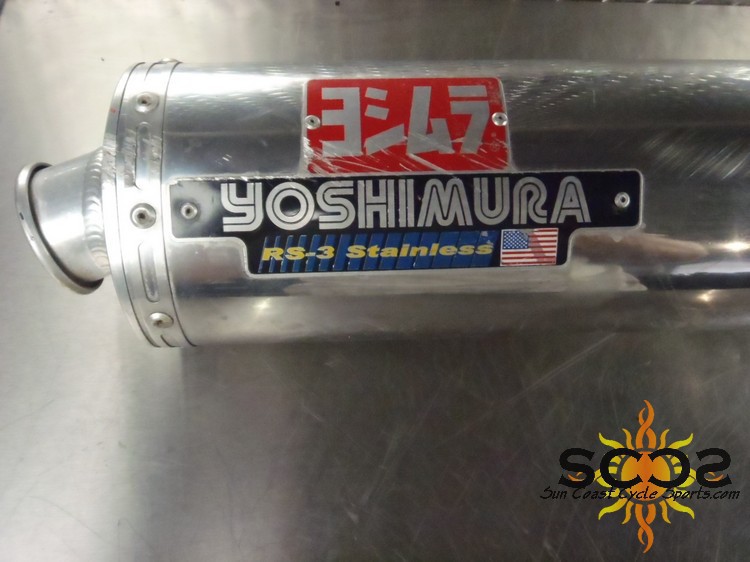 ヨシムラ
YOSHIMURA
RS-3 Stainless
SCCS
Sun Coast Cycle Sports.com